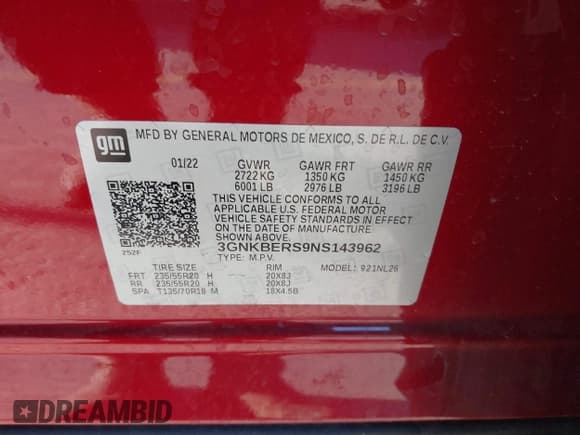 gm MFD BY GENERAL MOTORS DE MEXICO, S. DE R.L. DE C.V.
01/22 GVWR GAWR FRT GAWR RR
2722 KG 1350 KG 1450 KG
6001 LB 2976 LB 3196 LB
THIS VEHICLE CONFORMS TO ALL
APPLICABLE U.S. FEDERAL MOTOR
VEHICLE SAFETY STANDARDS IN EFFECT
ON THE DATE OF MANUFACTURE SHOWN ABOVE.
2SZF 3GNKBERS9NS143962
TYPE: M.P.V.
TIRE SIZE RIM MODEL: 921NL26
FRT 235/55R20 H 20X8J
RR 235/55R20 H 20X8J
SPA T135/70R18 M 18X4.5B
DREAMBID